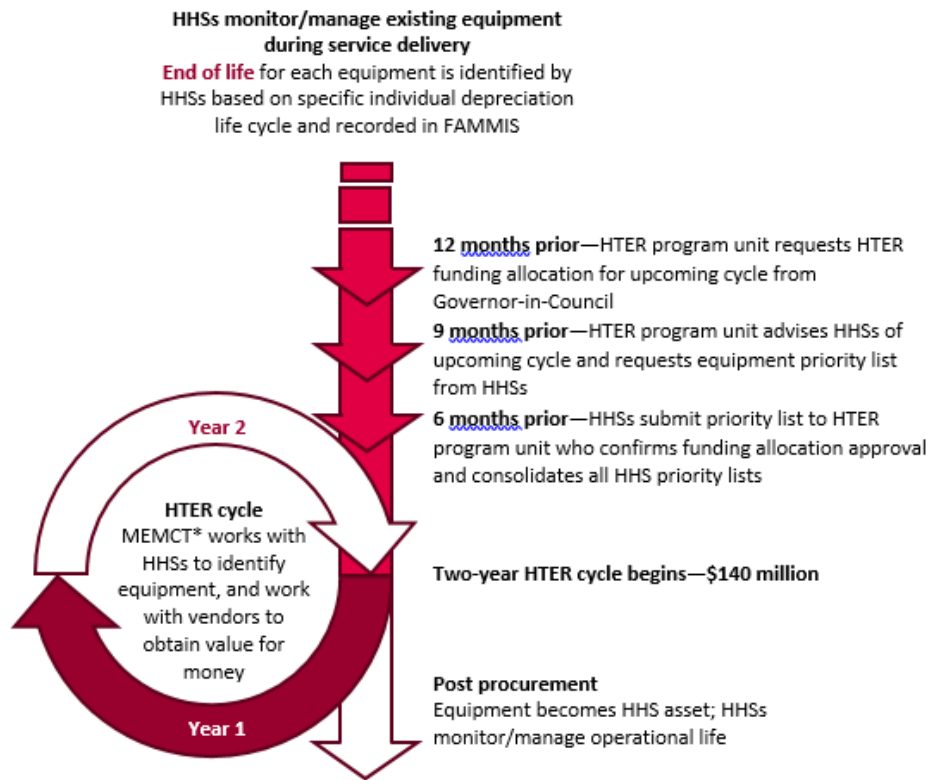 HHSs monitor/manage existing equipment
during service delivery
End of life for each equipment is identified by
HHSs based on specific individual depreciation
life cycle and recorded in FAMMIS
12 months prior—HTER program unit requests HTER
funding allocation for upcoming cycle from
Governor-in-Council
9 months prior—HTER program unit advises HHSs of
upcoming cycle and requests equipment priority list
from HHSs
6 months prior—HHSs submit priority list to HTER
program unit who confirms funding allocation approval
and consolidates all HHS priority lists
Year 2
HTER cycle
MEMCT* works with
HHSs to identify
equipment, and work
with vendors to
obtain value for
money
Year 1
Two-year HTER cycle begins—$140 million
Post procurement
Equipment becomes HHS asset; HHSs
monitor/manage operational life